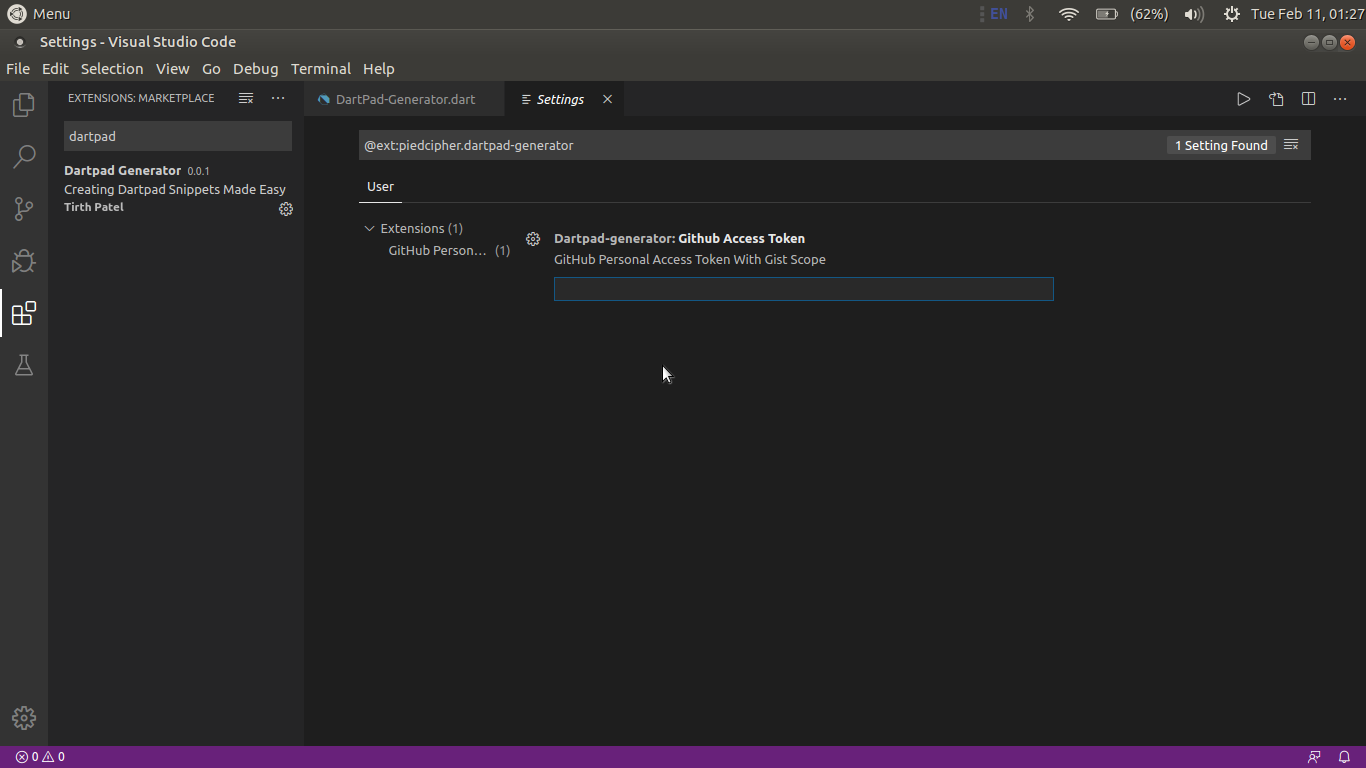 Menu
EN
(62%)
Tue Feb 11, 01:27
Settings - Visual Studio Code
File Edit Selection View Go Debug Terminal Help
EXTENSIONS: MARKETPLACE
dartpad
Dartpad Generator 0.0.1
Creating Dartpad Snippets Made Easy
Tirth Patel
DartPad-Generator.dart
Settings
@ext:piedcipher.dartpad-generator
1 Setting Found
User
Extensions (1)
GitHub Person... (1)
Dartpad-generator: Github Access Token
GitHub Personal Access Token With Gist Scope
0 0